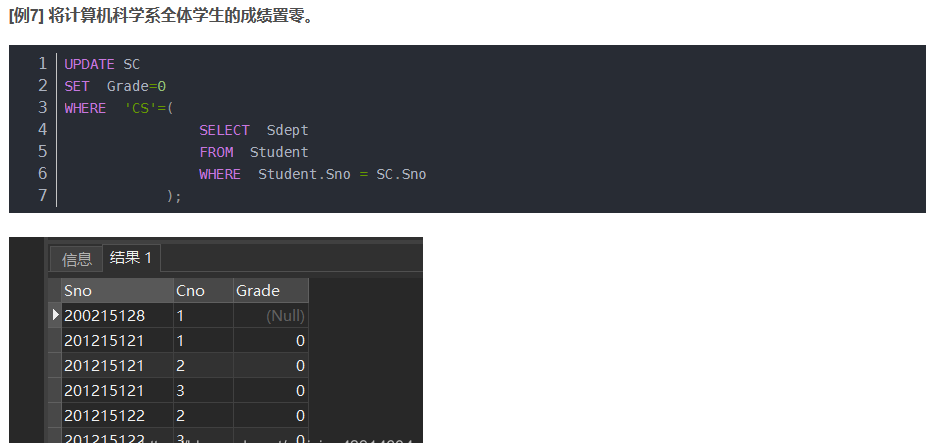 [例7] 将计算机科学系全体学生的成绩置零。
1 UPDATE SC
2 SET Grade=0
3 WHERE 'CS'=(
4 SELECT Sdept
5 FROM Student
6 WHERE Student.Sno = SC.Sno
7 );
信息 结果 1
Sno Cno Grade
200215128 1 (Null)
201215121 1 0
201215121 2 0
201215121 3 0
201215122 2 0
201215122 3 0